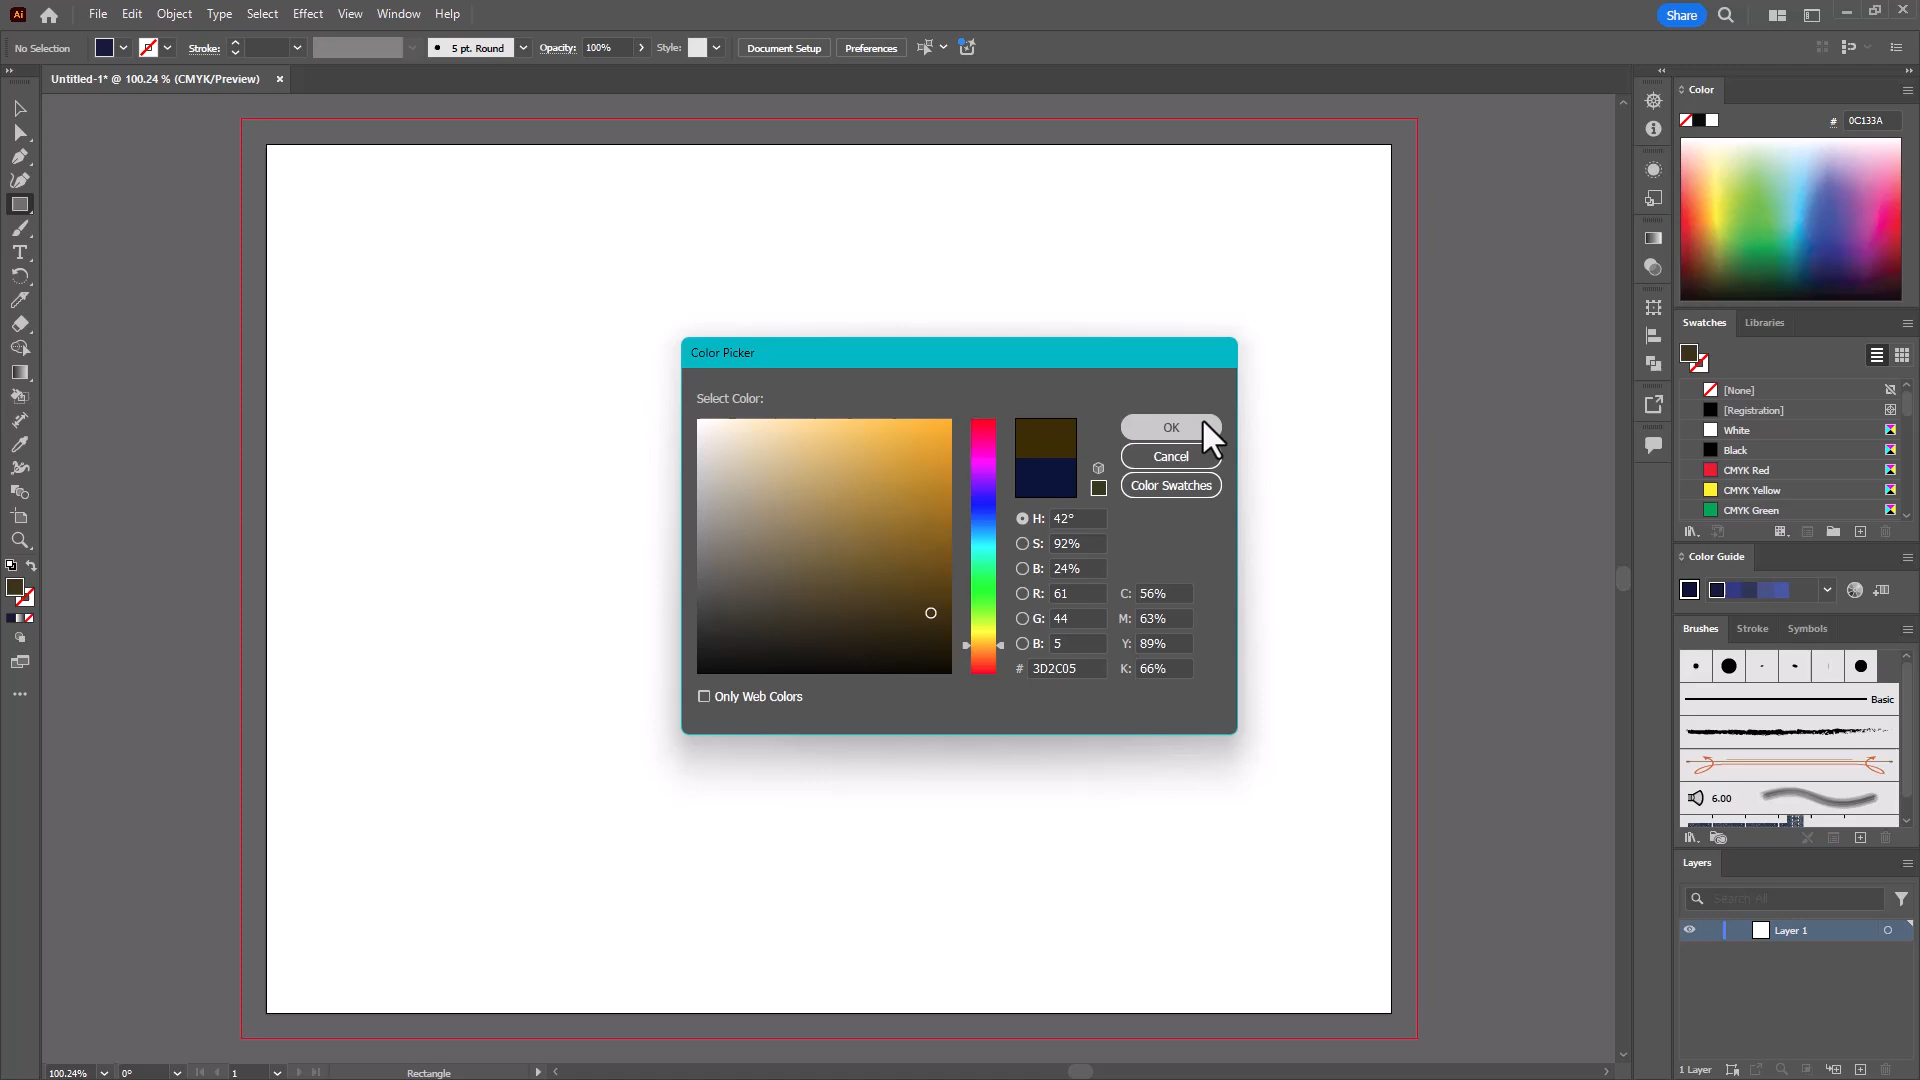 Ai File Edit Object Type Select Effect View Window Help Share
No Selection Stroke: 5 pt. Round Opacity: 100% Style: Document Setup Preferences
Untitled-1* @ 100.24 % (CMYK/Preview) ×
Color
# 0C133A
Swatches Libraries
[None]
[Registration]
White
Black
CMYK Red
CMYK Yellow
CMYK Green
Color Guide
Brushes Stroke Symbols
Basic
6.00
Layers
Search All
Layer 1
1 Layer
Color Picker
Select Color:
OK
Cancel
Color Swatches
H: 42°
S: 92%
B: 24%
R: 61 C: 56%
G: 44 M: 63%
B: 5 Y: 89%
# 3D2C05 K: 66%
Only Web Colors
100.24% 0° 1 Rectangle